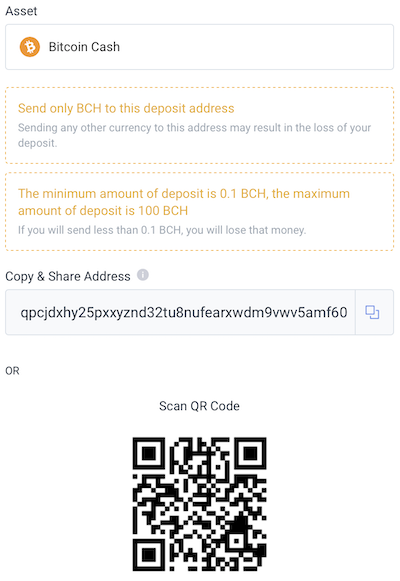 Asset
Bitcoin Cash
Send only BCH to this deposit address
Sending any other currency to this address may result in the loss of your
deposit.
The minimum amount of deposit is 0.1 BCH, the maximum
amount of deposit is 100 BCH
If you will send less than 0.1 BCH, you will lose that money.
Copy & Share Address
qpcjdxhy25pxxyznd32tu8nufearxwdm9vwv5amf60
OR
Scan QR Code